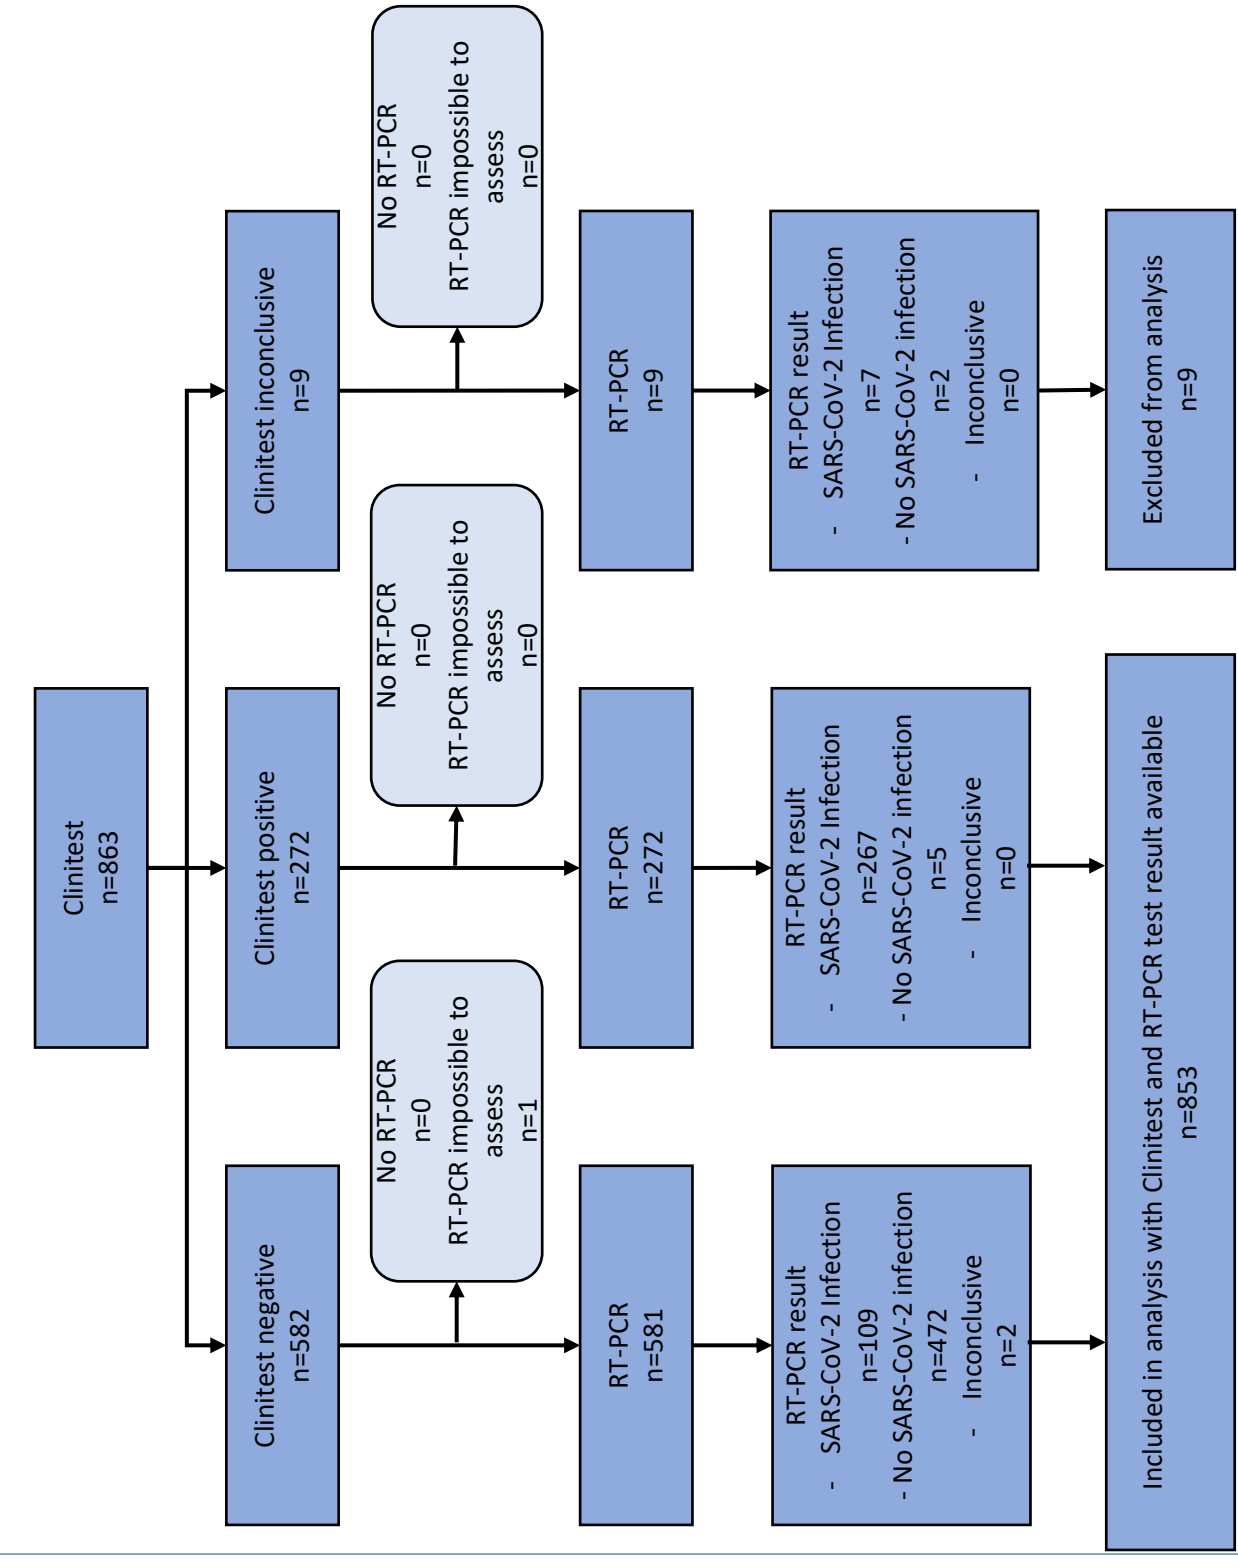 Clinitest
n=863
Clinitest negative
n=582
Clinitest positive
n=272
Clinitest inconclusive
n=9
No RT-PCR
n=0
RT-PCR impossible to
assess
n=1
No RT-PCR
n=0
RT-PCR impossible to
assess
n=0
No RT-PCR
n=0
RT-PCR impossible to
assess
n=0
RT-PCR
n=581
RT-PCR
n=272
RT-PCR
n=9
RT-PCR result
- SARS-CoV-2 Infection
n=109
- No SARS-CoV-2 infection
n=472
- Inconclusive
n=2
RT-PCR result
- SARS-CoV-2 Infection
n=267
- No SARS-CoV-2 infection
n=5
- Inconclusive
n=0
RT-PCR result
- SARS-CoV-2 Infection
n=7
- No SARS-CoV-2 infection
n=2
- Inconclusive
n=0
Included in analysis with Clinitest and RT-PCR test result available
n=853
Excluded from analysis
n=9